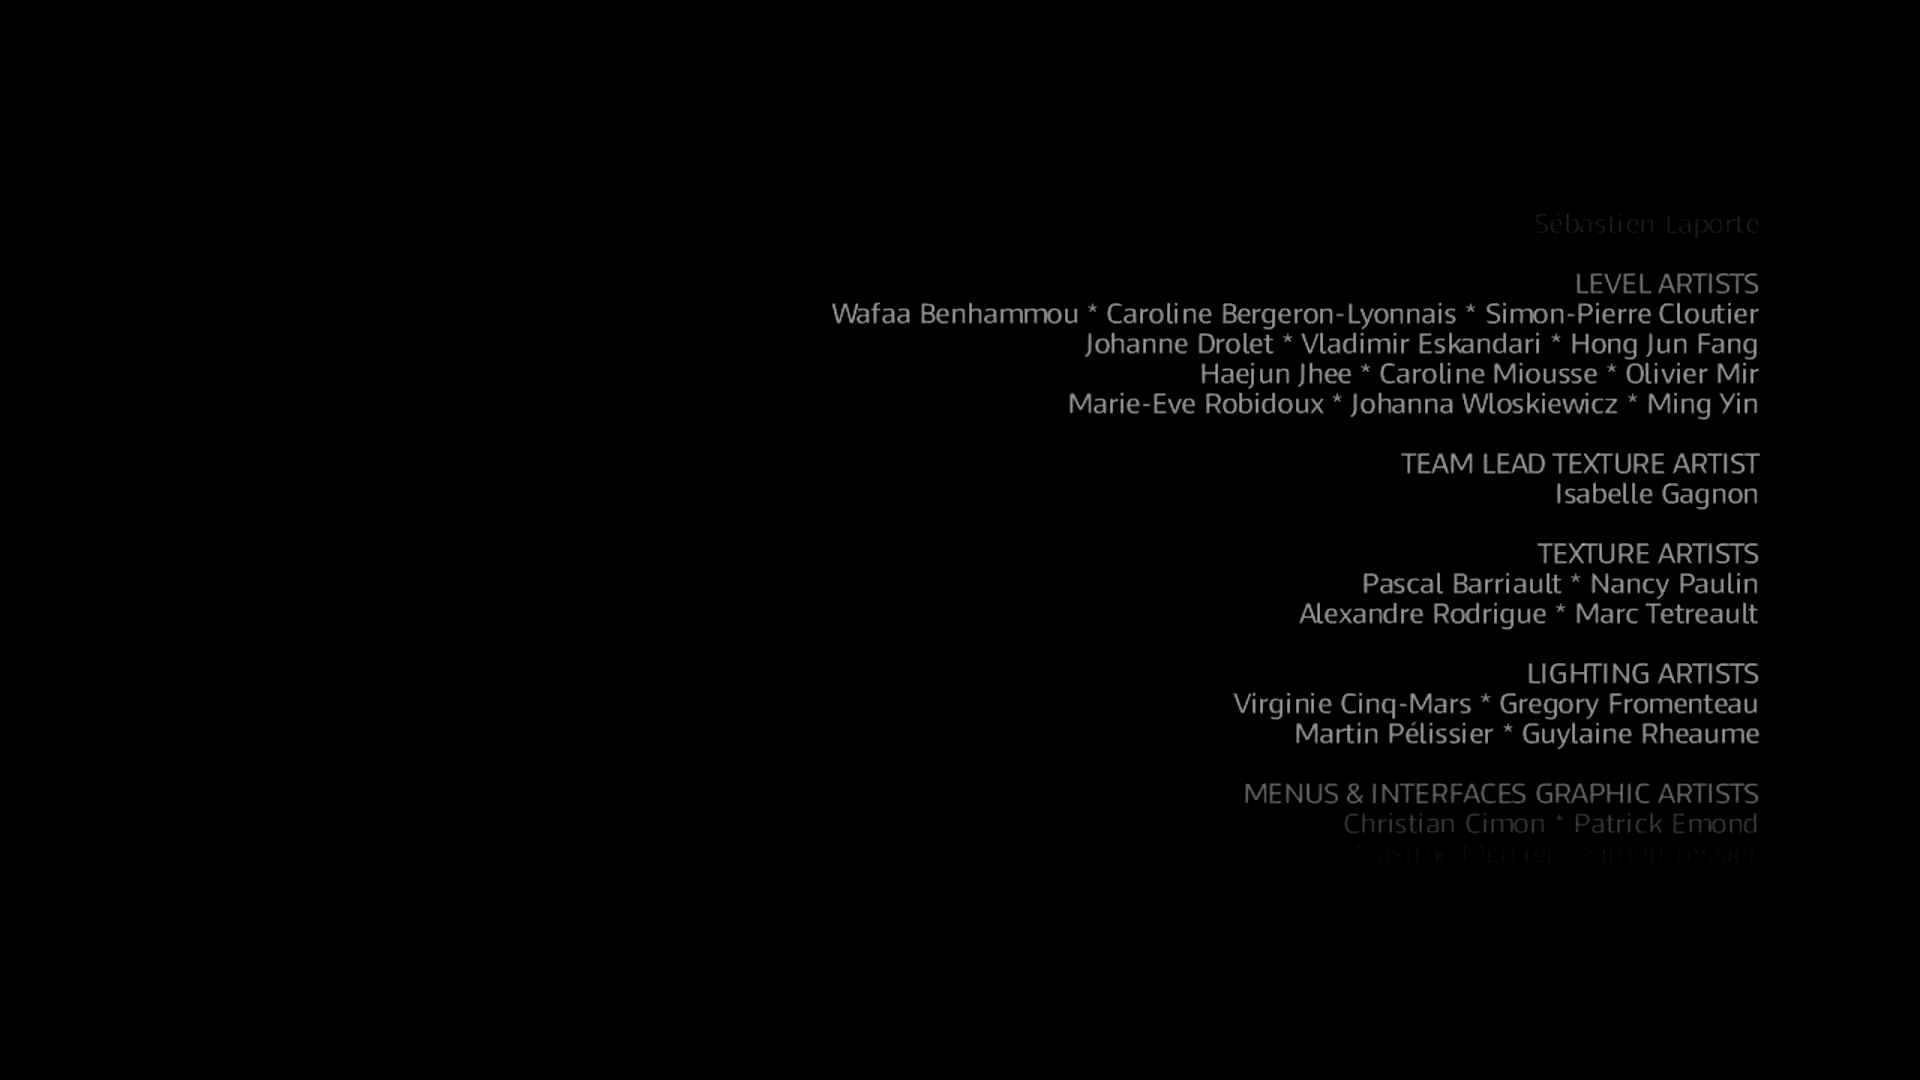 Sébastien Laporte
LEVEL ARTISTS
Wafaa Benhammou * Caroline Bergeron-Lyonnais * Simon-Pierre Cloutier
Johanne Drolet * Vladimir Eskandari * Hong Jun Fang
Haejun Jhee * Caroline Miousse * Olivier Mir
Marie-Eve Robidoux * Johanna Wloskiewicz * Ming Yin
TEAM LEAD TEXTURE ARTIST
Isabelle Gagnon
TEXTURE ARTISTS
Pascal Barriault * Nancy Paulin
Alexandre Rodrigue * Marc Tetreault
LIGHTING ARTISTS
Virginie Cinq-Mars * Gregory Fromenteau
Martin Pélissier * Guylaine Rheaume
MENUS & INTERFACES GRAPHIC ARTISTS
Christian Cimon * Patrick Emond